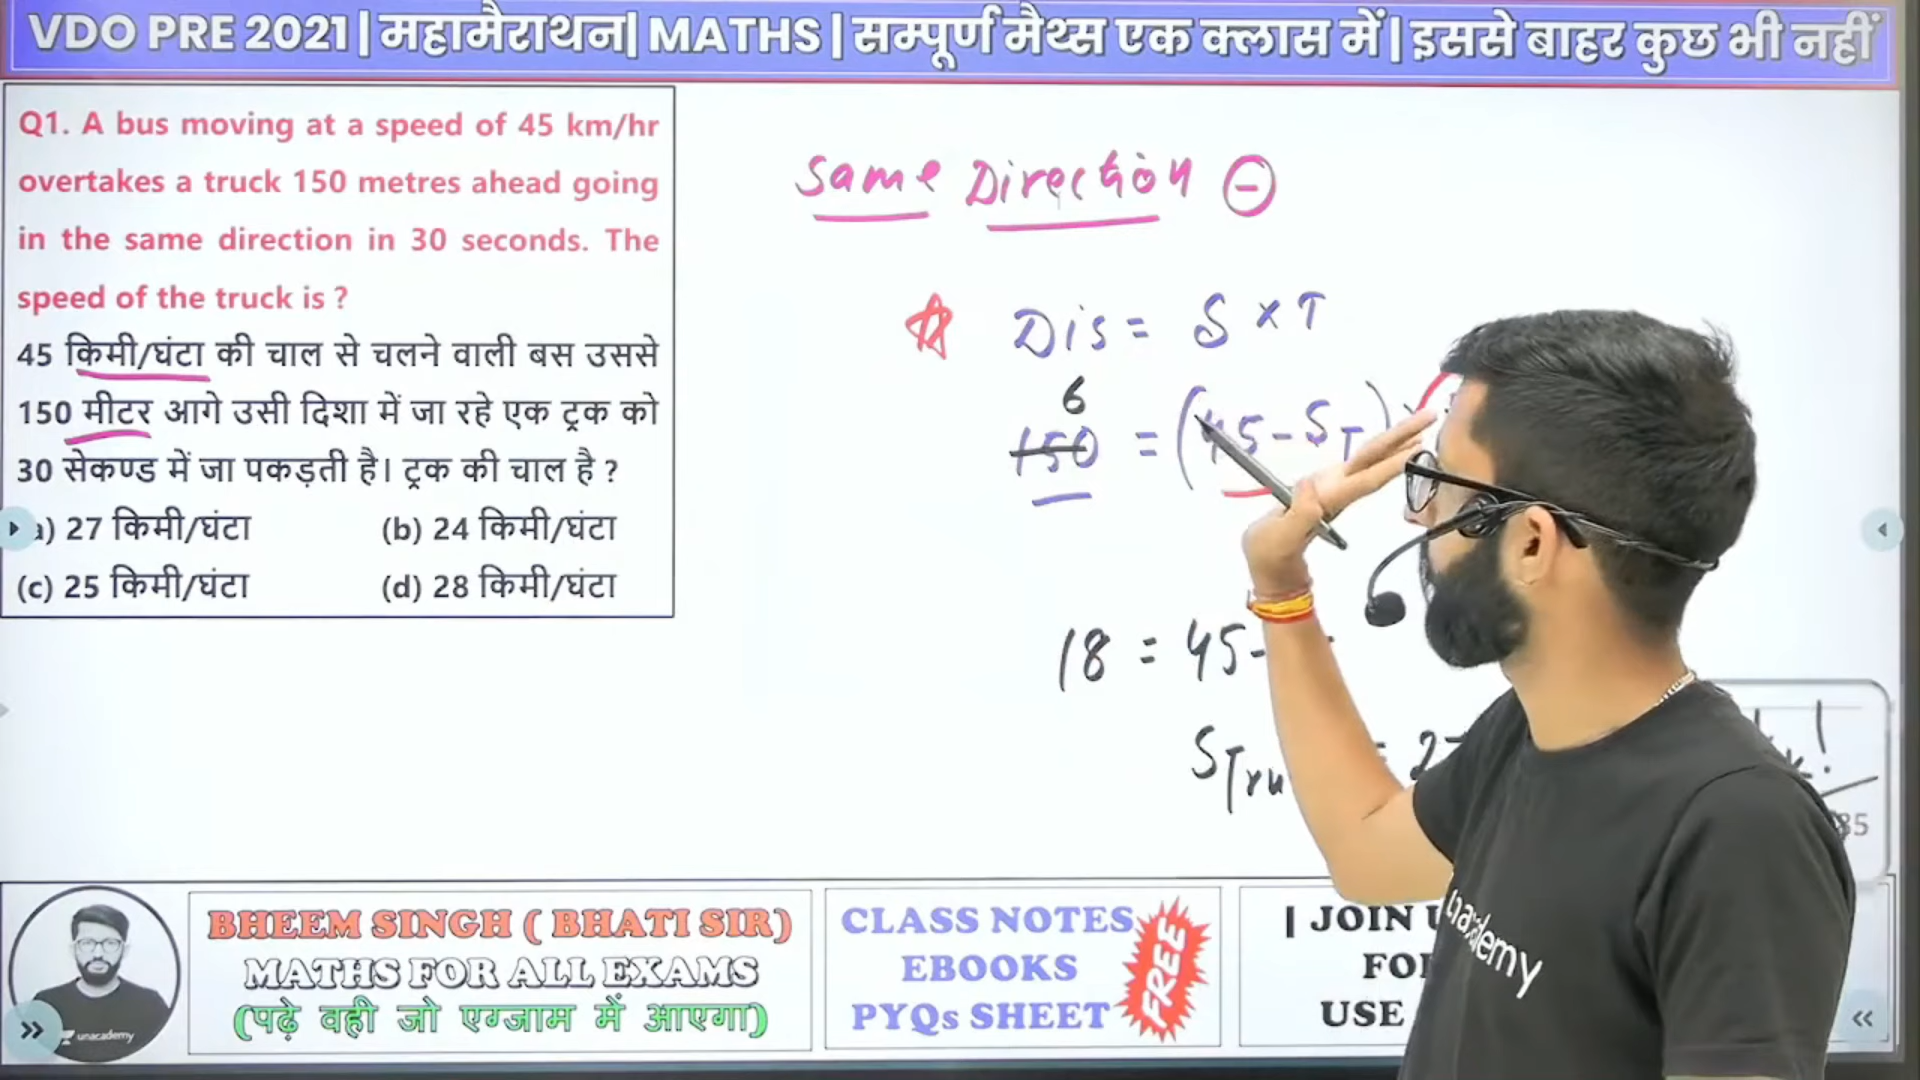 VDO PRE 2021 | महामैराथन| MATHS | सम्पूर्ण मैथ्स एक क्लास में | इससे बाहर कुछ भी नहीं
Q1. A bus moving at a speed of 45 km/hr
overtakes a truck 150 metres ahead going
in the same direction in 30 seconds. The
speed of the truck is ?
45 किमी/घंटा की चाल से चलने वाली बस उससे
150 मीटर आगे उसी दिशा में जा रहे एक ट्रक को
30 सेकण्ड में जा पकड़ती है। ट्रक की चाल है ?
a) 27 किमी/घंटा (b) 24 किमी/घंटा
(c) 25 किमी/घंटा (d) 28 किमी/घंटा
Same Direction ⊖
Dis = S × T
6
150 = (45 - S_T)
18 = 45 -
S
BHEEM SINGH ( BHATI SIR)
MATHS FOR ALL EXAMS
(पढ़े वही जो एग्जाम में आएगा)
unacademy
CLASS NOTES
EBOOKS
PYQs SHEET
FREE
| JOIN
USE
unacademy